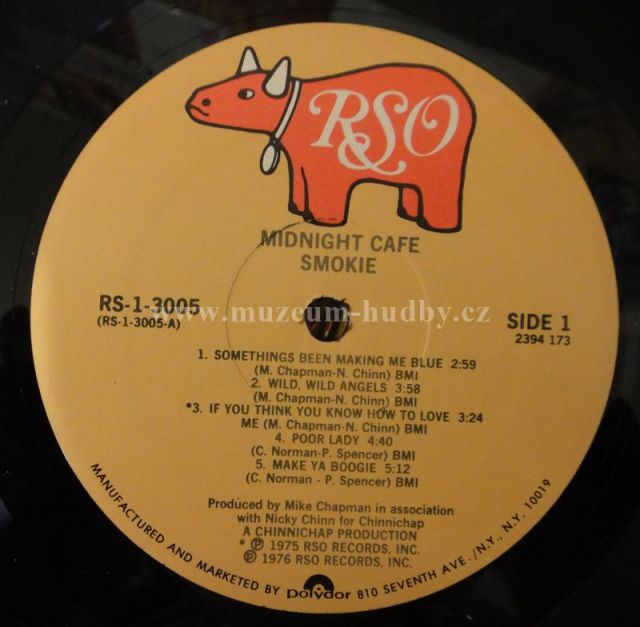 RSO
MIDNIGHT CAFE
SMOKIE
RS-1-3005
(RS-1-3005-A)
www.muzeum-hudby.cz
SIDE 1
2394 173
1. SOMETHINGS BEEN MAKING ME BLUE 2:59
(M. Chapman-N. Chinn) BMI
2. WILD, WILD ANGELS 3:58
(M. Chapman-N. Chinn) BMI
*3. IF YOU THINK YOU KNOW HOW TO LOVE 3:24
ME (M. Chapman-N. Chinn) BMI
4. POOR LADY 4:40
(C. Norman-P. Spencer) BMI
5. MAKE YA BOOGIE 5:12
(C. Norman - P. Spencer) BMI
Produced by Mike Chapman in association
with Nicky Chinn for Chinnichap
A CHINNICHAP PRODUCTION
* ℗ 1975 RSO RECORDS, INC.
℗ 1976 RSO RECORDS, INC.
MANUFACTURED AND MARKETED BY polydor 810 SEVENTH AVE./N.Y., N.Y. 10019